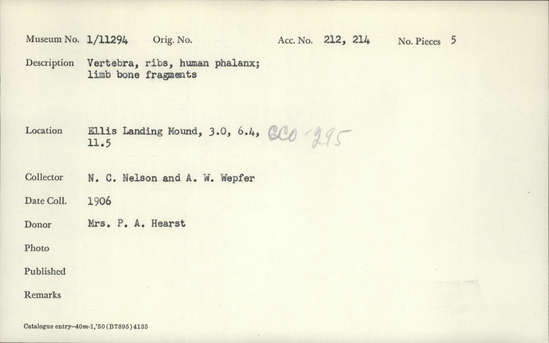 Museum No. 1/11294 Orig. No. Acc. No. 212, 214 No. Pieces 5
Description Vertebra, ribs, human phalanx;
limb bone fragments
Location Ellis Landing Mound, 3.0, 6.4, CCO-295
11.5
Collector N. C. Nelson and A. W. Wepfer
Date Coll. 1906
Donor Mrs. P. A. Hearst
Photo
Published
Remarks
Catalogue entry—40m-1,'50(B7895)4135